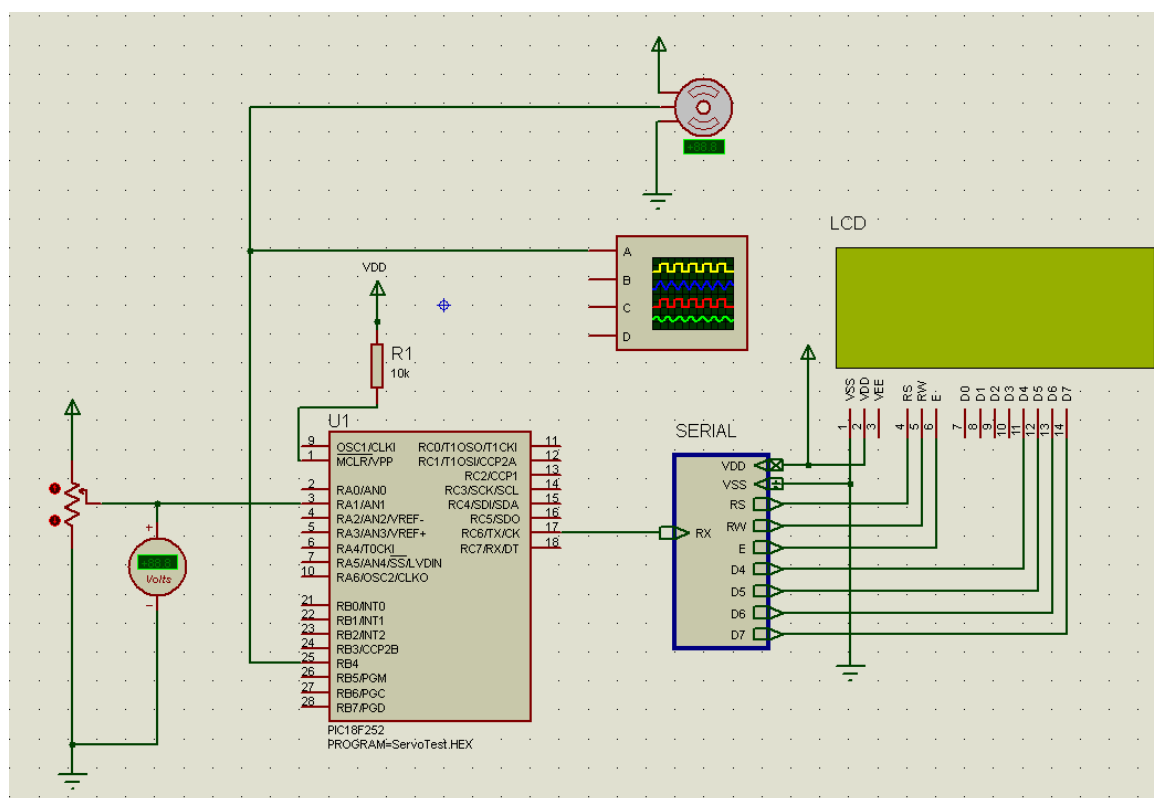 +88.8
LCD
A
B
C
D
VDD
R1
10k
VSS
VDD
VEE
RS
RW
E
D0
D1
D2
D3
D4
D5
D6
D7
1
2
3
4
5
6
7
8
9
10
11
12
13
14
U1
9 OSC1/CLKI
1 MCLR/VPP
2 RA0/AN0
3 RA1/AN1
4 RA2/AN2/VREF-
5 RA3/AN3/VREF+
6 RA4/T0CKI
7 RA5/AN4/SS/LVDIN
10 RA6/OSC2/CLKO
21 RB0/INT0
22 RB1/INT1
23 RB2/INT2
24 RB3/CCP2B
25 RB4
26 RB5/PGM
27 RB6/PGC
28 RB7/PGD
RC0/T1OSO/T1CKI 11
RC1/T1OSI/CCP2A 12
RC2/CCP1 13
RC3/SCK/SCL 14
RC4/SDI/SDA 15
RC5/SDO 16
RC6/TX/CK 17
RC7/RX/DT 18
PIC18F252
PROGRAM=ServoTest.HEX
SERIAL
RX
VDD
VSS
RS
RW
E
D4
D5
D6
D7
+
+88.8
Volts
−